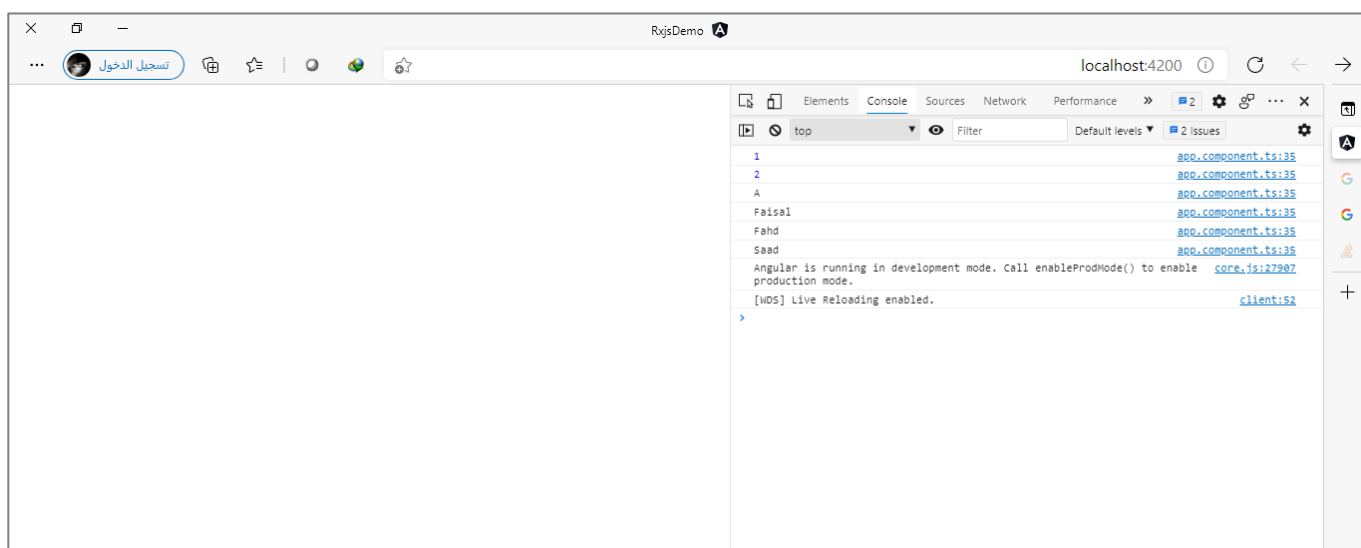 RxjsDemo
تسجيل الدخول
localhost:4200
Elements Console Sources Network Performance 2
top Filter Default levels 2 Issues
1 app.component.ts:35
2 app.component.ts:35
A app.component.ts:35
Faisal app.component.ts:35
Fahd app.component.ts:35
Saad app.component.ts:35
Angular is running in development mode. Call enableProdMode() to enable core.js:27907
production mode.
[WDS] Live Reloading enabled. client:52